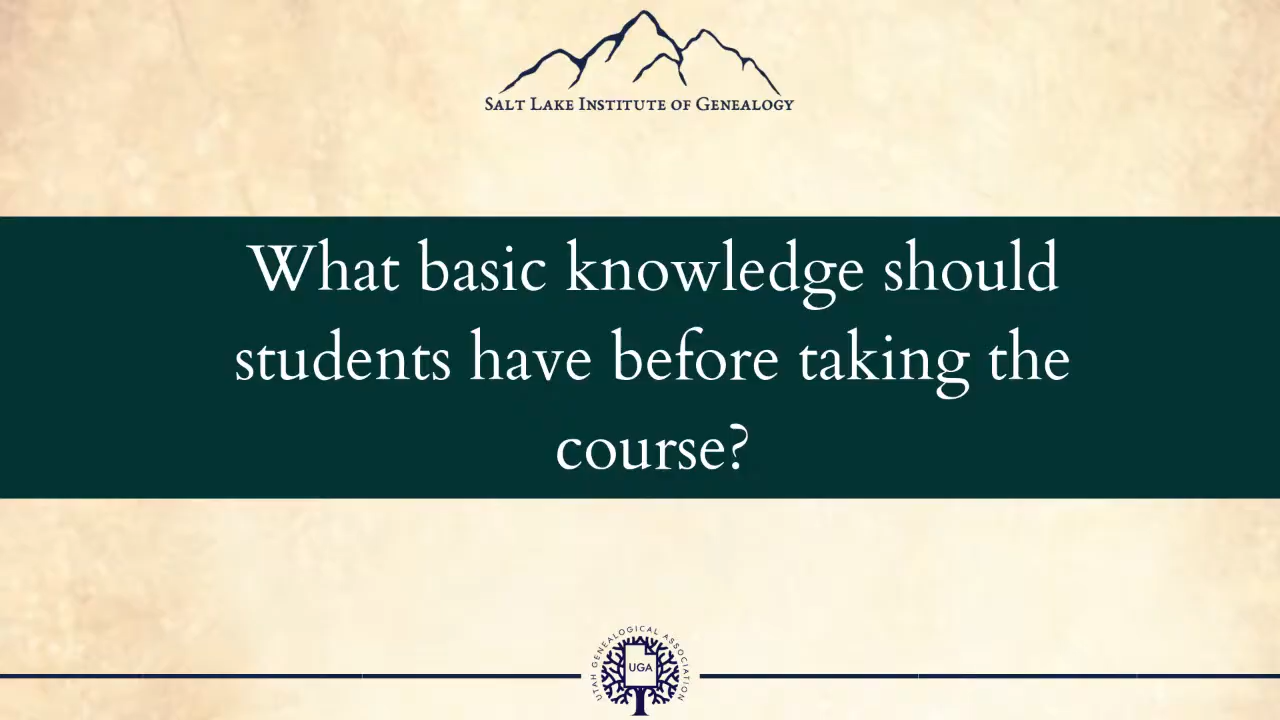 Salt Lake Institute of Genealogy
What basic knowledge should
students have before taking the
course?
UTAH GENEALOGICAL ASSOCIATION
UGA